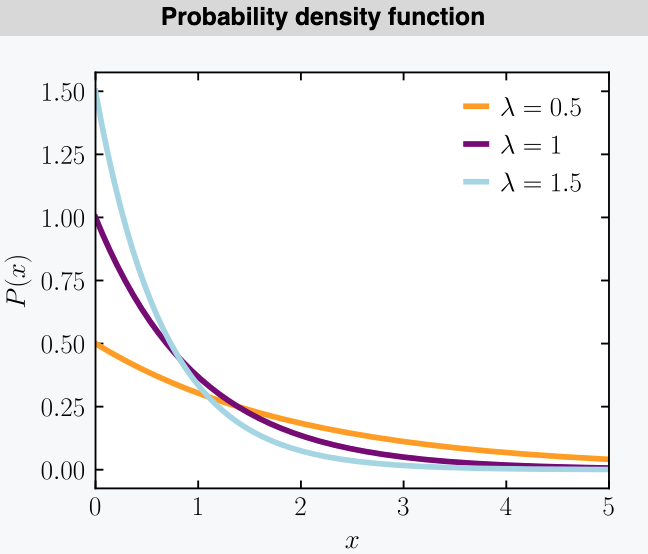 Probability density function
1.50
1.25
1.00
0.75
0.50
0.25
0.00
P(x)
λ = 0.5
λ = 1
λ = 1.5
0 1 2 3 4 5
x